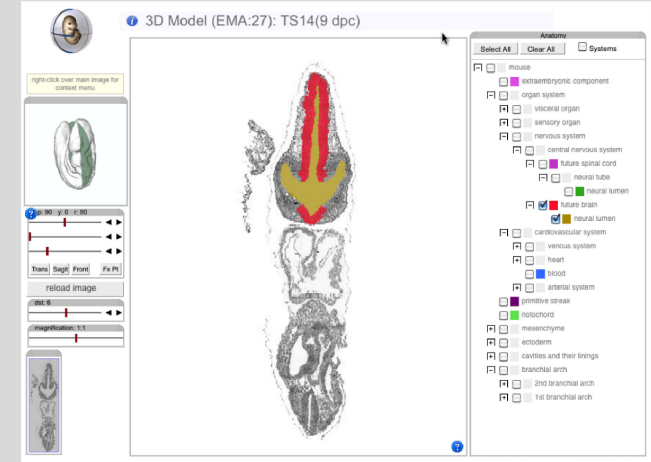 3D Model (EMA:27): TS14(9 dpc)
right-click over main image for
context menu
p: 90 y: 0 r: 90
Trans Sagit Front Fx Pt
reload image
dst: 6
magnification: 1:1
Anatomy
Select All Clear All Systems
mouse
extraembryonic component
organ system
visceral organ
sensory organ
nervous system
central nervous system
future spinal cord
neural tube
neural lumen
future brain
neural lumen
cardiovascular system
venous system
heart
blood
arterial system
primitive streak
notochord
mesenchyme
ectoderm
cavities and their linings
branchial arch
2nd branchial arch
1st branchial arch